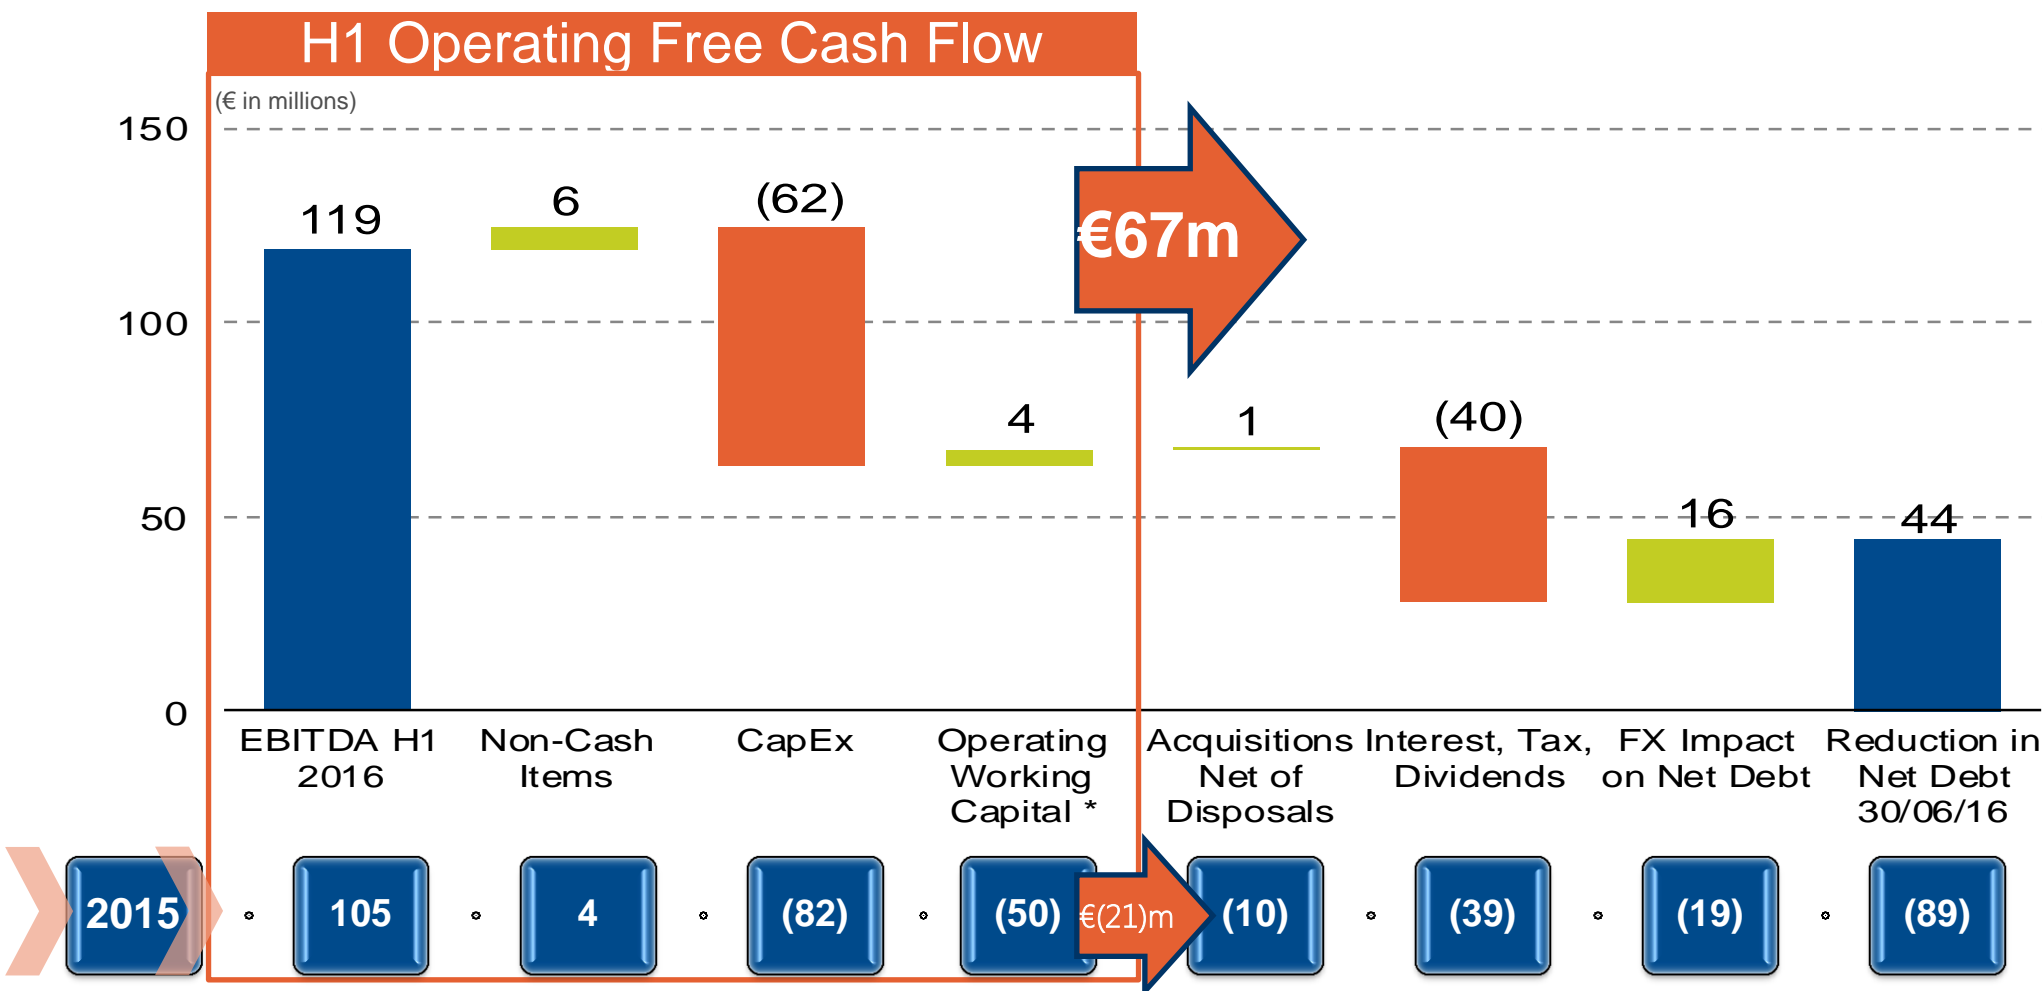 H1 Operating Free Cash Flow
(€ in millions)
150
100
50
0
119
6
(62)
4
€67m
1
(40)
16
44
EBITDA H1
2016
Non-Cash
Items
CapEx
Operating
Working
Capital *
Acquisitions
Net of
Disposals
Interest, Tax,
Dividends
FX Impact
on Net Debt
Reduction in
Net Debt
30/06/16
2015
105
4
(82)
(50)
€(21)m
(10)
(39)
(19)
(89)